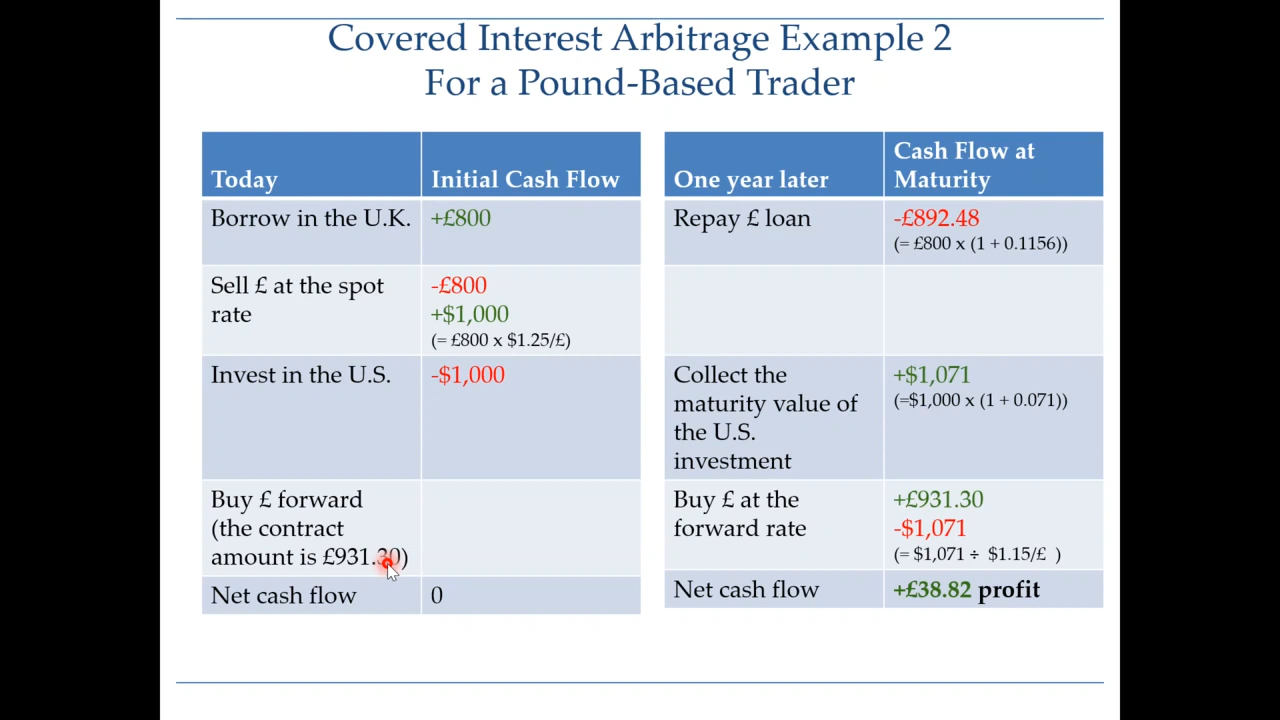 Covered Interest Arbitrage Example 2
For a Pound-Based Trader
Today
Initial Cash Flow
Borrow in the U.K.
+£800
Sell £ at the spot
rate
-£800
+$1,000
(= £800 x $1.25/£)
Invest in the U.S.
-$1,000
Buy £ forward
(the contract
amount is £931.30)
Net cash flow
0
One year later
Cash Flow at
Maturity
Repay £ loan
-£892.48
(= £800 x (1 + 0.1156))
Collect the
maturity value of
the U.S.
investment
+$1,071
(=$1,000 x (1 + 0.071))
Buy £ at the
forward rate
+£931.30
-$1,071
(= $1,071 ÷ $1.15/£ )
Net cash flow
+£38.82 profit